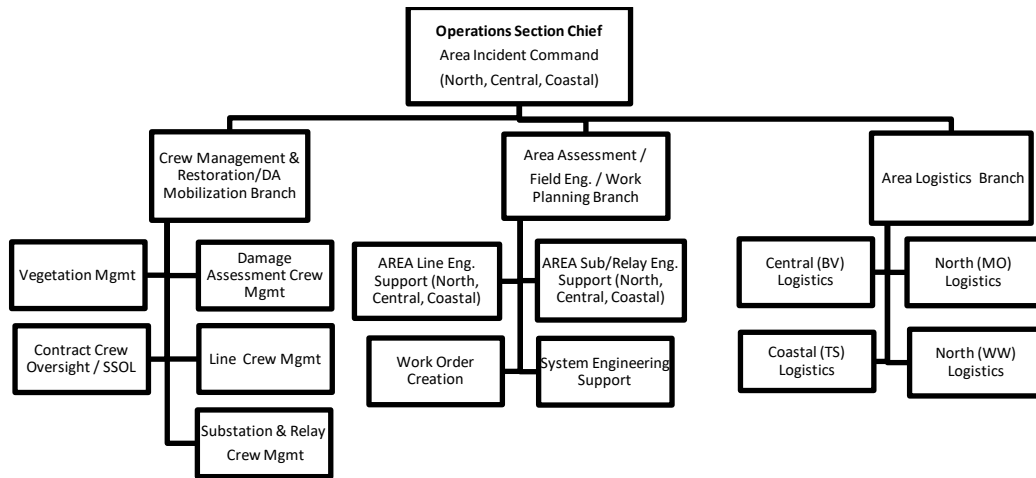 Operations Section Chief
Area Incident Command
(North, Central, Coastal)
Crew Management &
Restoration/DA
Mobilization Branch
Area Assessment /
Field Eng. / Work
Planning Branch
Area Logistics Branch
Vegetation Mgmt
Damage
Assessment Crew
Mgmt
Contract Crew
Oversight / SSOL
Line Crew Mgmt
Substation & Relay
Crew Mgmt
AREA Line Eng.
Support (North,
Central, Coastal)
AREA Sub/Relay Eng.
Support (North,
Central, Coastal)
Work Order
Creation
System Engineering
Support
Central (BV)
Logistics
North (MO)
Logistics
Coastal (TS)
Logistics
North (WW)
Logistics